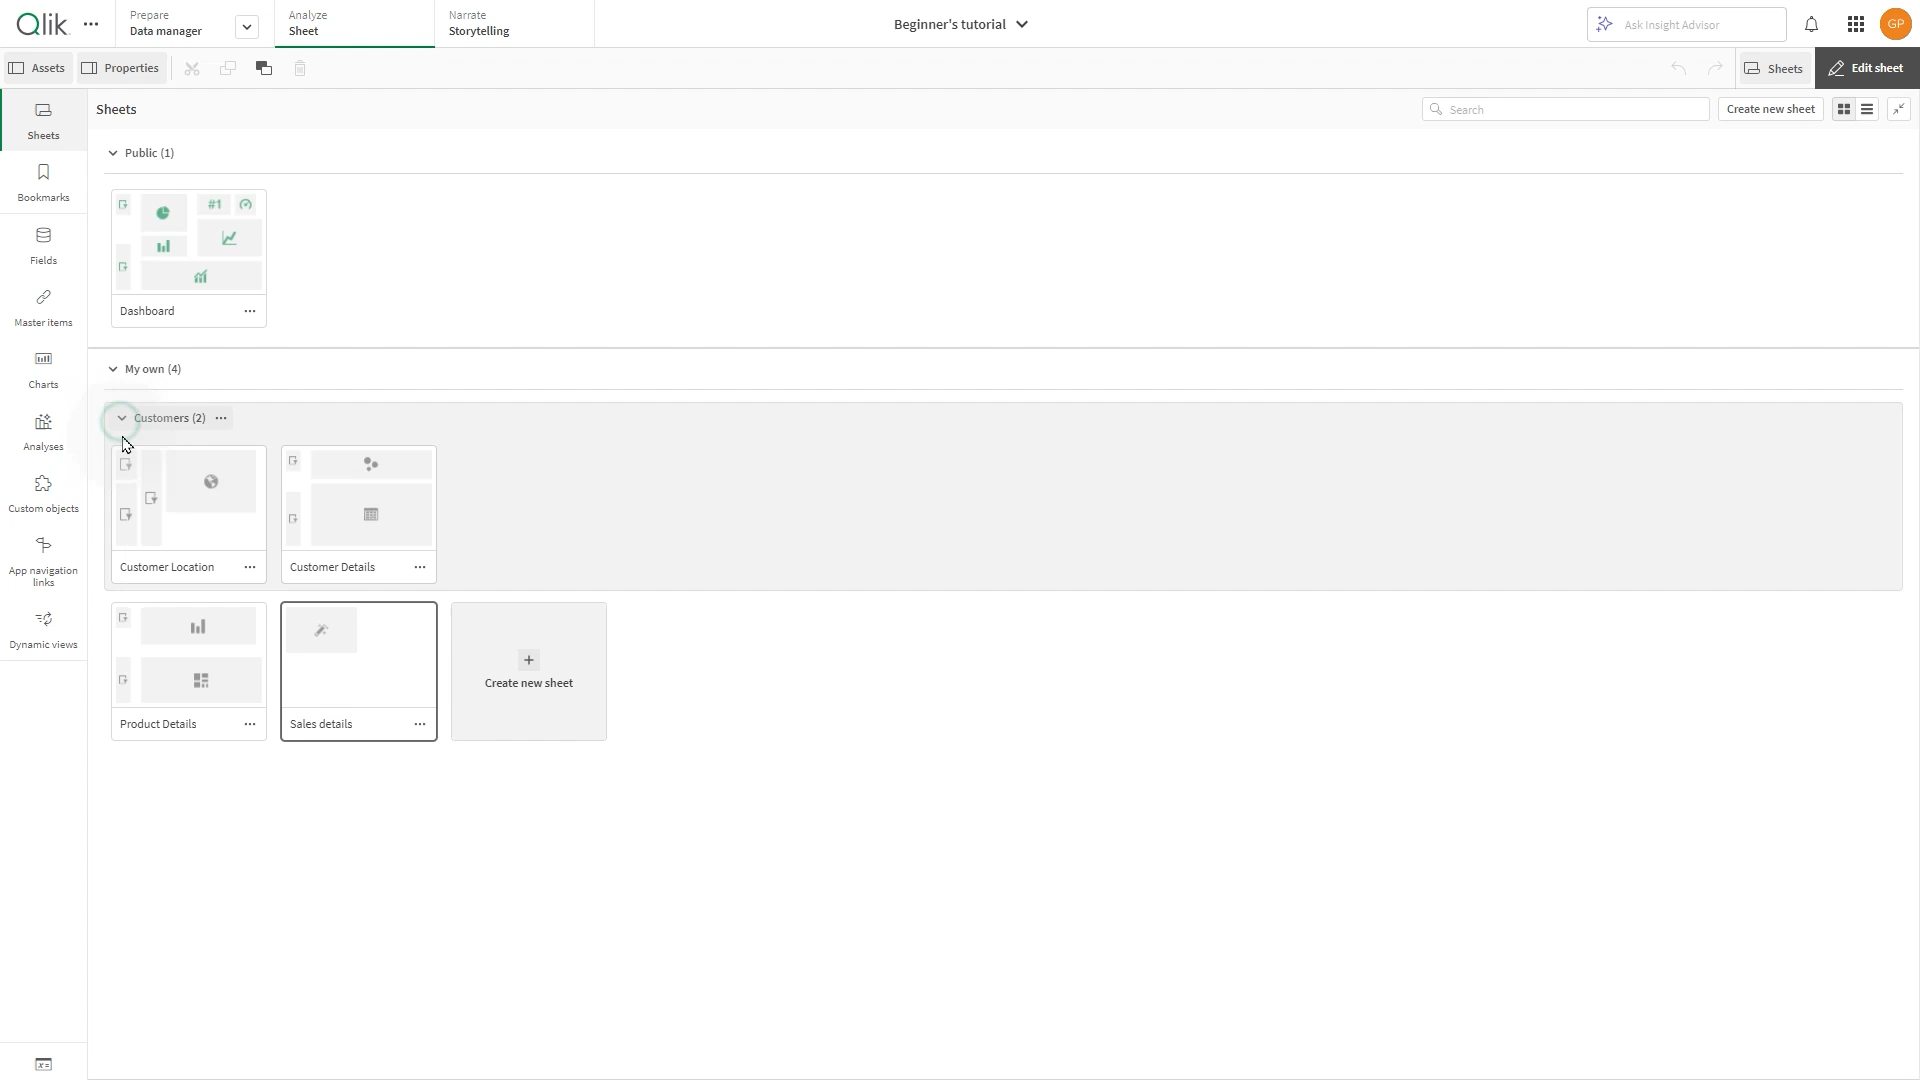 Qlik
Prepare
Data manager
Analyze
Sheet
Narrate
Storytelling
Beginner's tutorial
Ask Insight Advisor
GP
Assets
Properties
Sheets
Edit sheet
Sheets
Bookmarks
Fields
Master items
Charts
Analyses
Custom objects
App navigation
links
Dynamic views
Sheets
Search
Create new sheet
Public (1)
#1
Dashboard
My own (4)
Customers (2)
Customer Location
Customer Details
Product Details
Sales details
Create new sheet